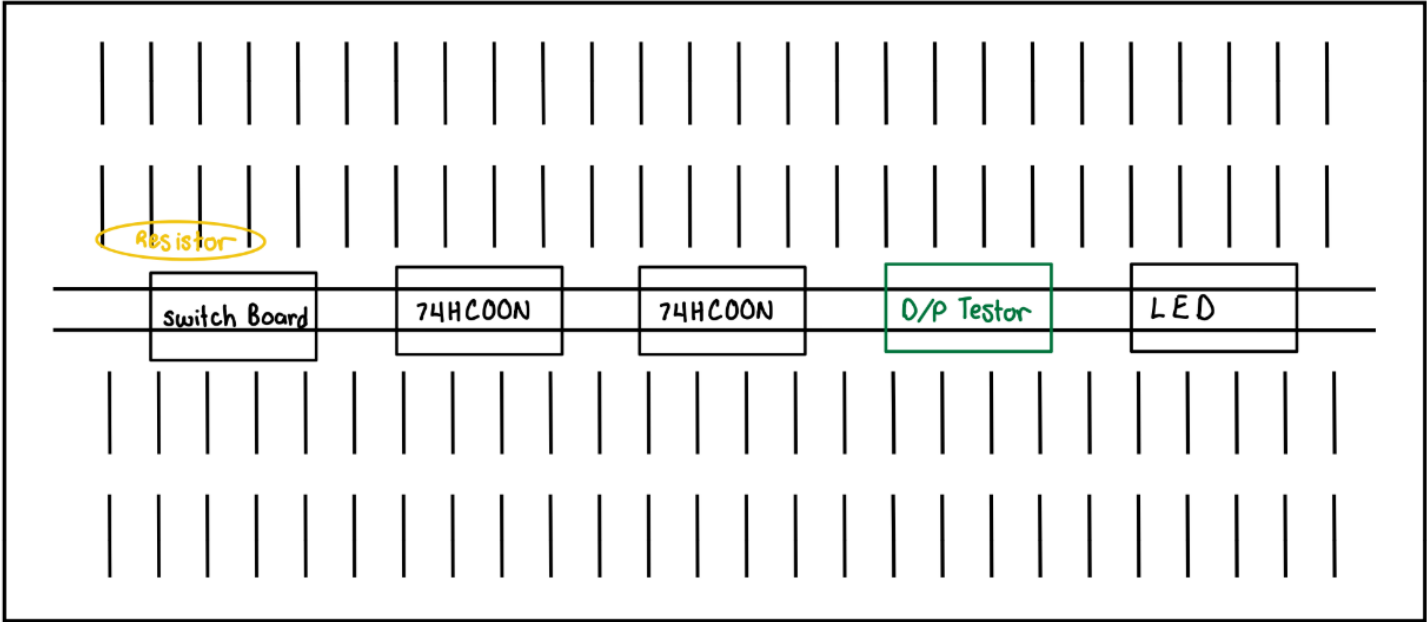 Resistor
switch Board
74HC00N
74HC00N
O/P Testor
LED